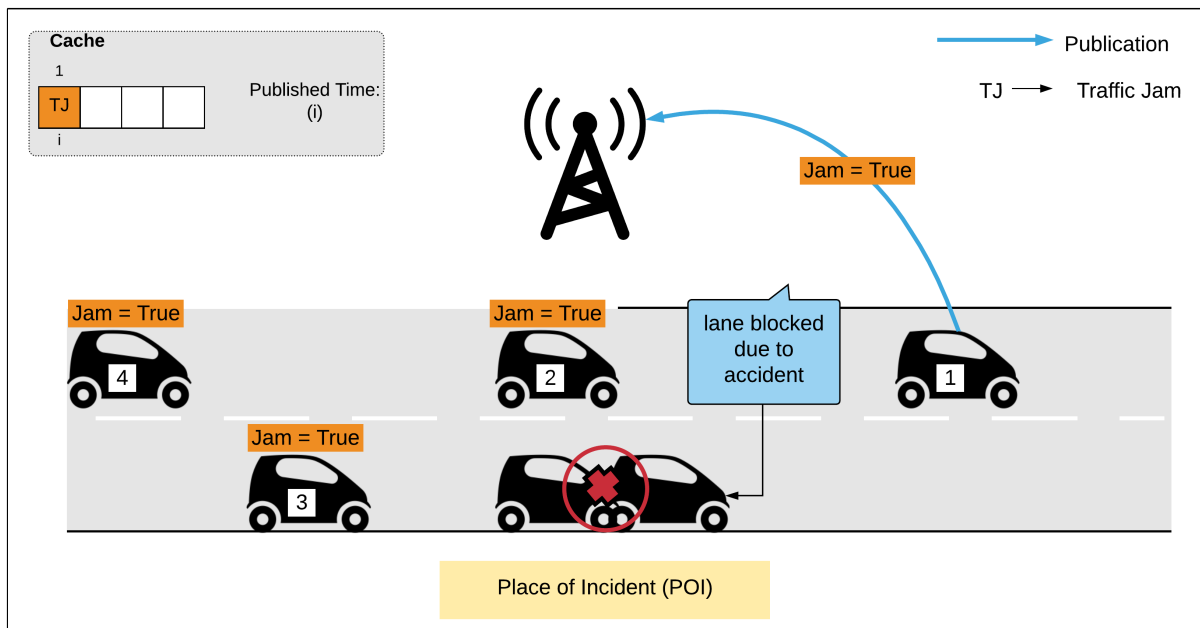 Cache
1
TJ
i
Published Time:
(i)
Publication
TJ
Traffic Jam
Jam = True
Jam = True
Jam = True
lane blocked
due to
accident
4
2
1
Jam = True
3
Place of Incident (POI)